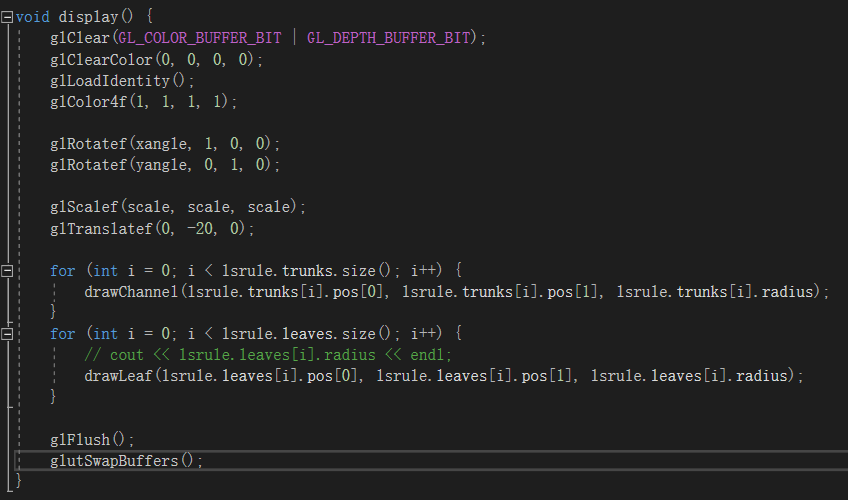 void display() {
glClear(GL_COLOR_BUFFER_BIT | GL_DEPTH_BUFFER_BIT);
glClearColor(0, 0, 0, 0);
glLoadIdentity();
glColor4f(1, 1, 1, 1);
glRotatef(xangle, 1, 0, 0);
glRotatef(yangle, 0, 1, 0);
glScalef(scale, scale, scale);
glTranslatef(0, -20, 0);
for (int i = 0; i < lsrule.trunks.size(); i++) {
drawChannel(lsrule.trunks[i].pos[0], lsrule.trunks[i].pos[1], lsrule.trunks[i].radius);
}
for (int i = 0; i < lsrule.leaves.size(); i++) {
// cout << lsrule.leaves[i].radius << endl;
drawLeaf(lsrule.leaves[i].pos[0], lsrule.leaves[i].pos[1], lsrule.leaves[i].radius);
}
glFlush();
glutSwapBuffers();
}